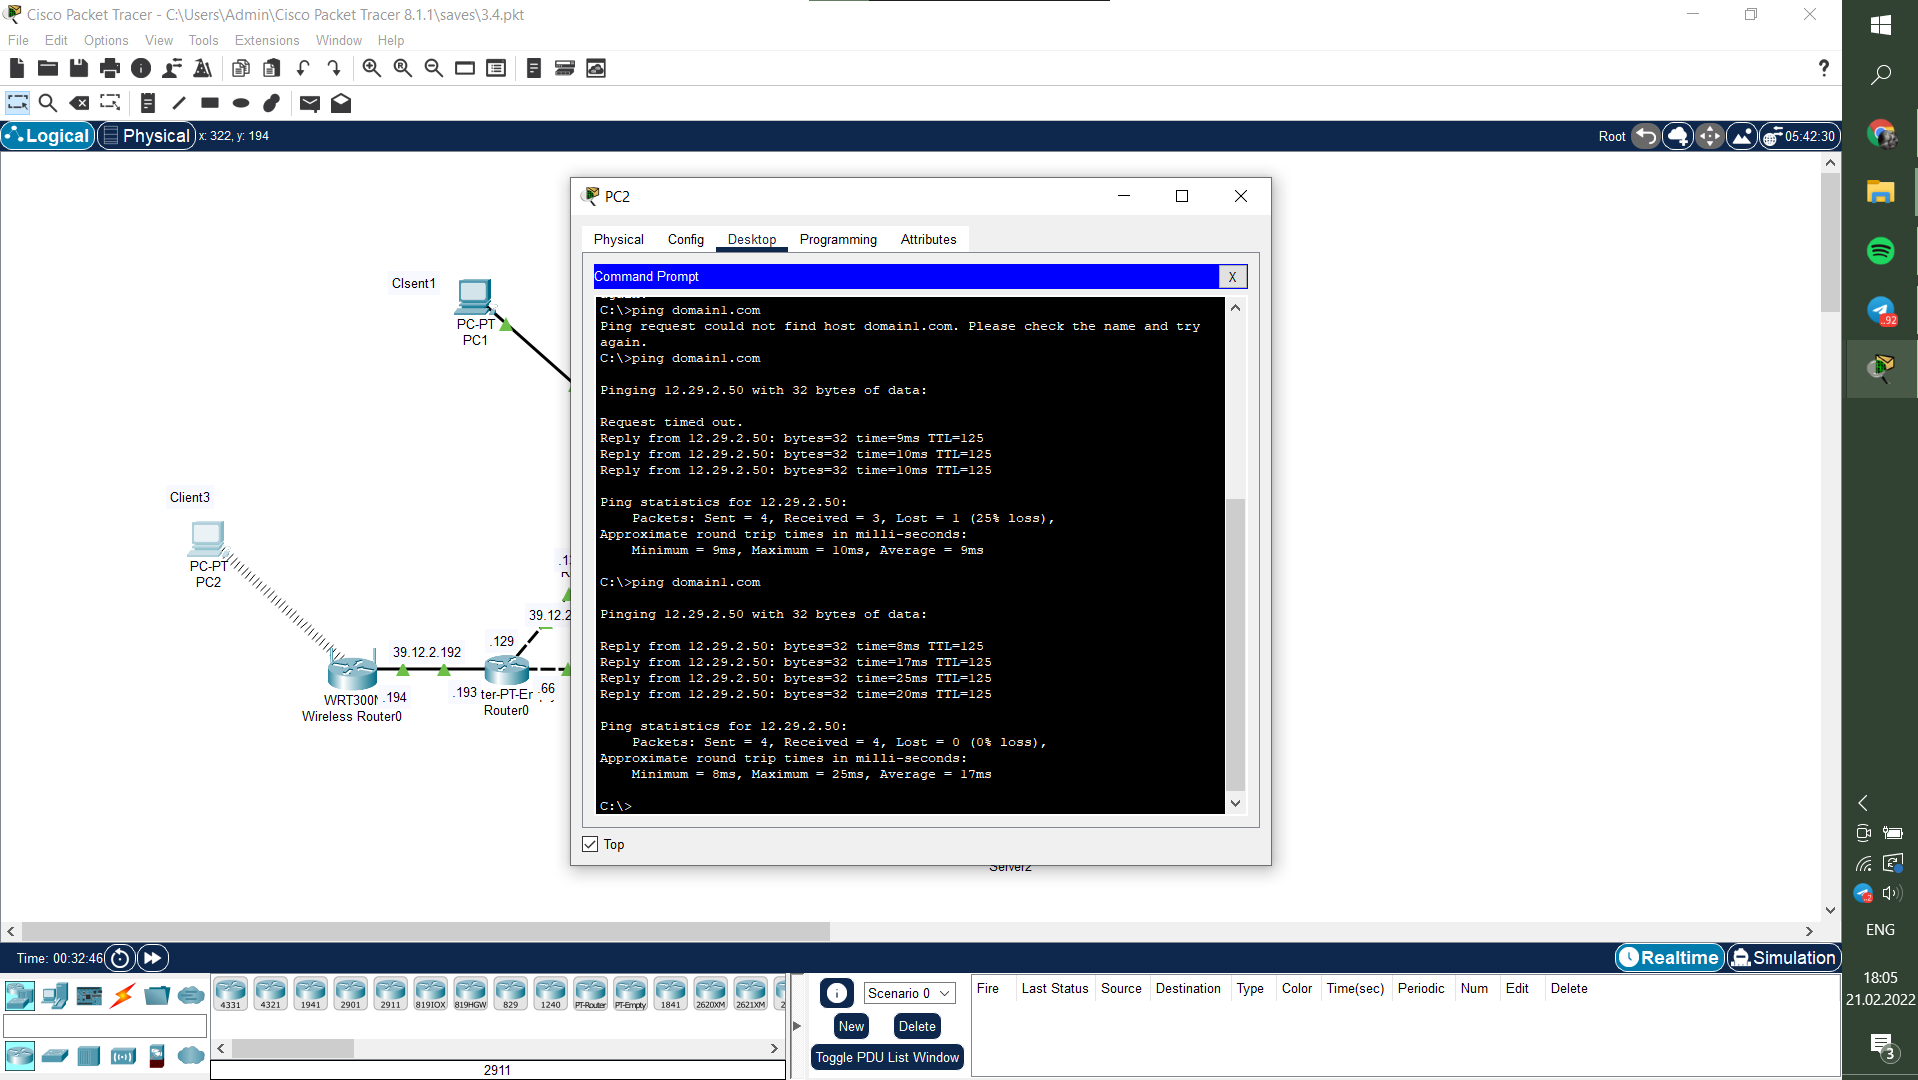 Cisco Packet Tracer - C:\Users\Admin\Cisco Packet Tracer 8.1.1\saves\3.4.pkt
File Edit Options View Tools Extensions Window Help
?
Logical Physical x: 322, y: 194
Root 05:42:30
PC2
Physical Config Desktop Programming Attributes
Command Prompt X
again.
C:\>ping domain1.com
Ping request could not find host domain1.com. Please check the name and try
again.
C:\>ping domain1.com
Pinging 12.29.2.50 with 32 bytes of data:
Request timed out.
Reply from 12.29.2.50: bytes=32 time=9ms TTL=125
Reply from 12.29.2.50: bytes=32 time=10ms TTL=125
Reply from 12.29.2.50: bytes=32 time=10ms TTL=125
Ping statistics for 12.29.2.50:
Packets: Sent = 4, Received = 3, Lost = 1 (25% loss),
Approximate round trip times in milli-seconds:
Minimum = 9ms, Maximum = 10ms, Average = 9ms
C:\>ping domain1.com
Pinging 12.29.2.50 with 32 bytes of data:
Reply from 12.29.2.50: bytes=32 time=8ms TTL=125
Reply from 12.29.2.50: bytes=32 time=17ms TTL=125
Reply from 12.29.2.50: bytes=32 time=25ms TTL=125
Reply from 12.29.2.50: bytes=32 time=20ms TTL=125
Ping statistics for 12.29.2.50:
Packets: Sent = 4, Received = 4, Lost = 0 (0% loss),
Approximate round trip times in milli-seconds:
Minimum = 8ms, Maximum = 25ms, Average = 17ms
C:\>
Top
Clsent1
PC-PT
PC1
Client3
PC-PT
PC2
39.12.2
.129
39.12.2.192
.194
.193
.66
WRT300N
Wireless Router0
ter-PT-Er
Router0
Server2
Time: 00:32:46
Realtime Simulation
4331 4321 1941 2901 2911 819IOX 819HGW 829 1240 PT-Router PT-Empty 1841 2620XM 2621XM
2911
Scenario 0
New Delete
Toggle PDU List Window
Fire Last Status Source Destination Type Color Time(sec) Periodic Num Edit Delete
..92
2
ENG
18:05
21.02.2022
3